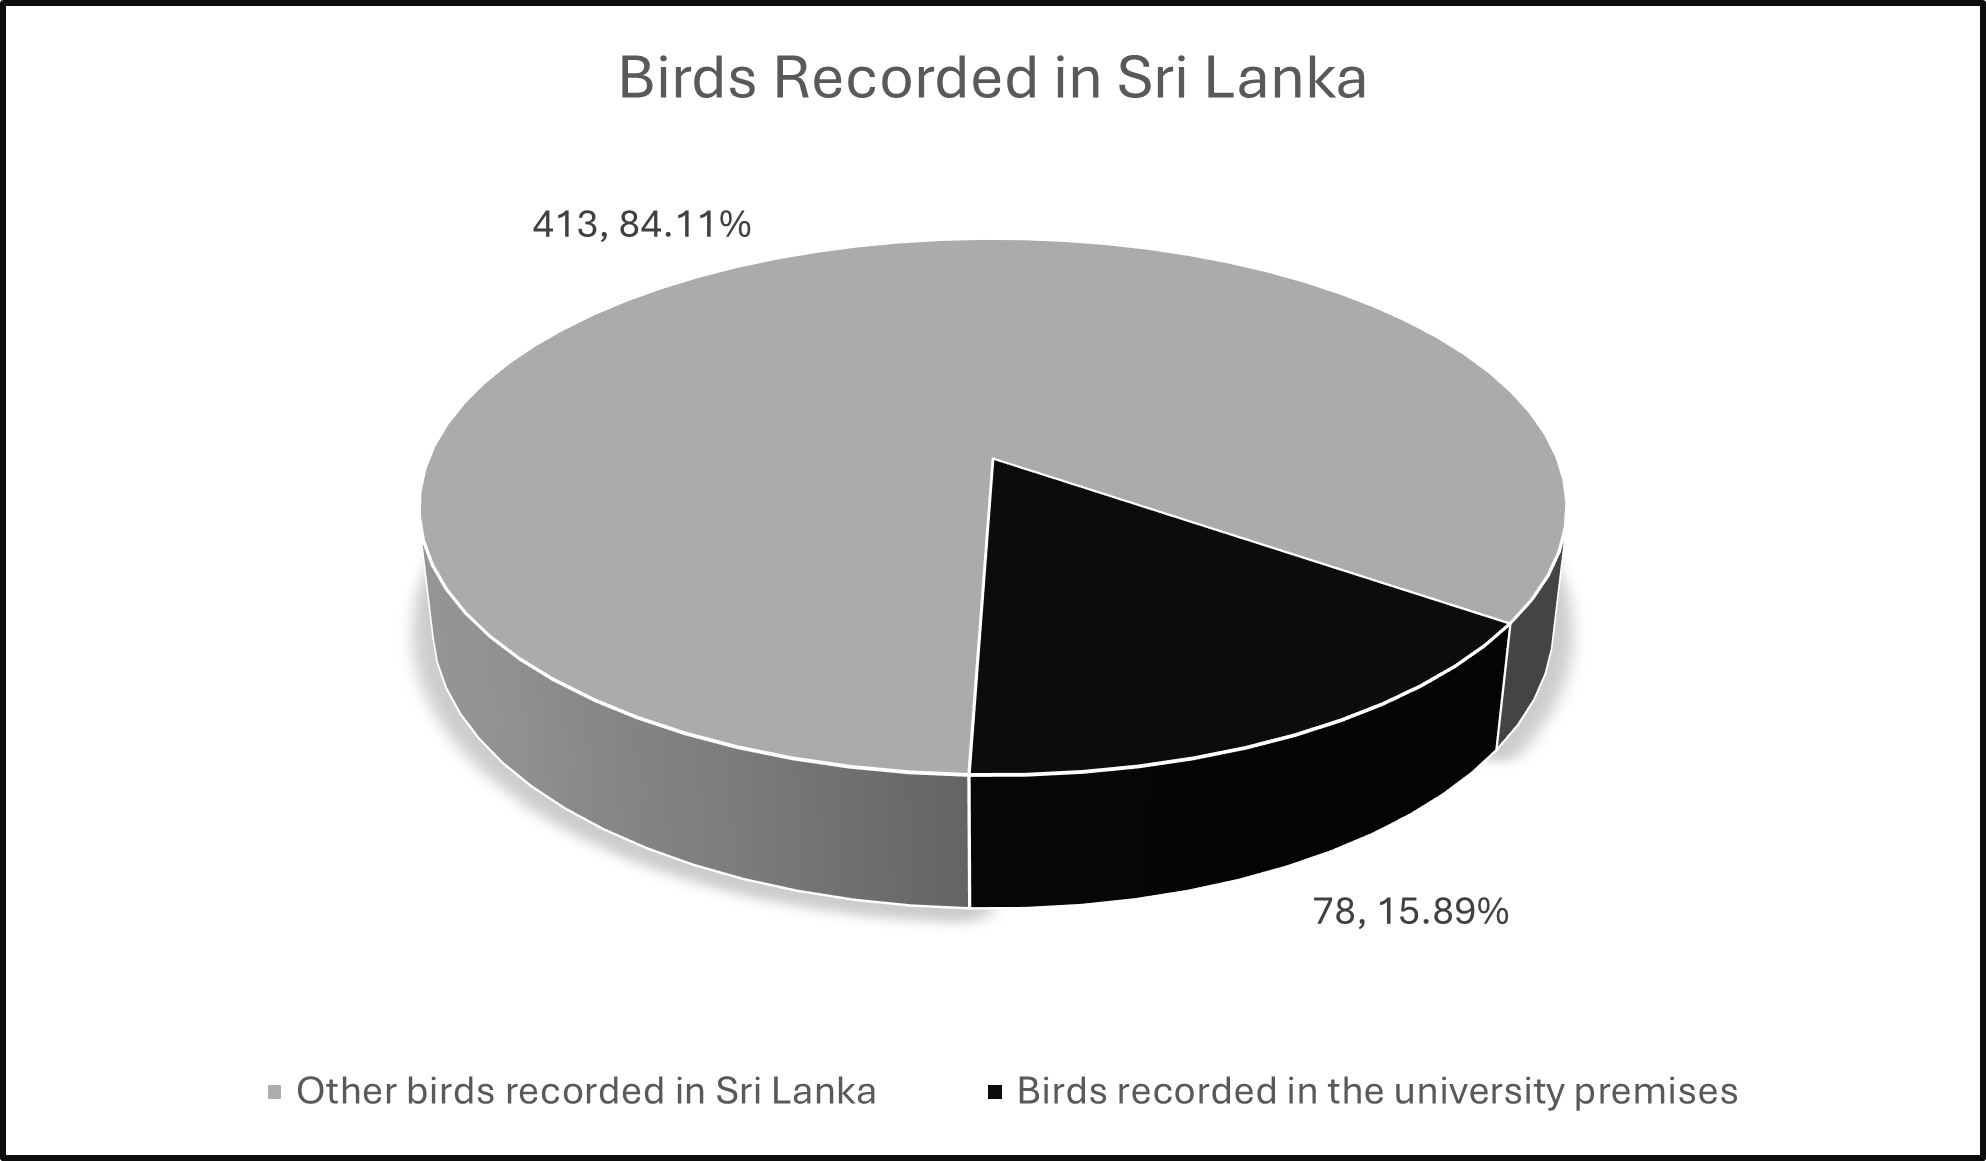 Birds Recorded in Sri Lanka
413, 84.11%
78, 15.89%
Other birds recorded in Sri Lanka
Birds recorded in the university premises